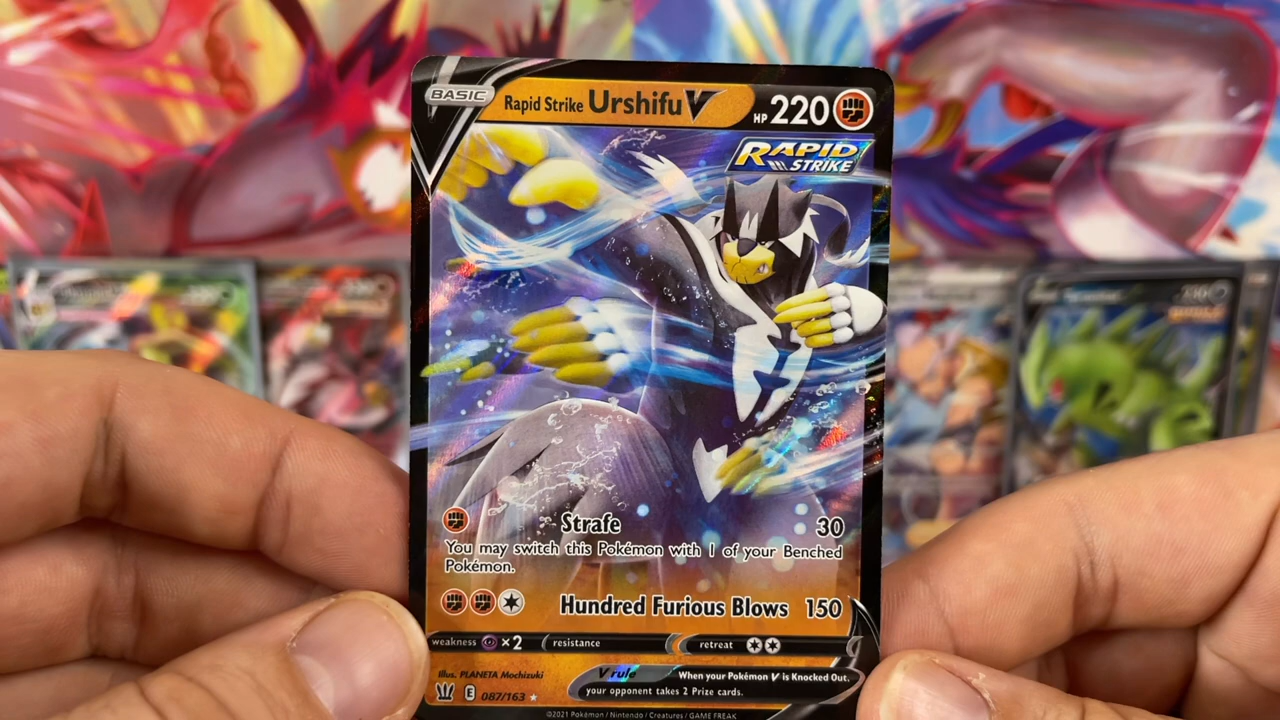 BASIC Rapid Strike Urshifu V HP 220
RAPID
STRIKE
Strafe 30
You may switch this Pokémon with 1 of your Benched
Pokémon.
Hundred Furious Blows 150
weakness ×2 resistance retreat
Illus. PLANETA Mochizuki
V rule When your Pokémon V is Knocked Out,
your opponent takes 2 Prize cards.
E 087/163 ★
©2021 Pokémon / Nintendo / Creatures / GAME FREAK
230